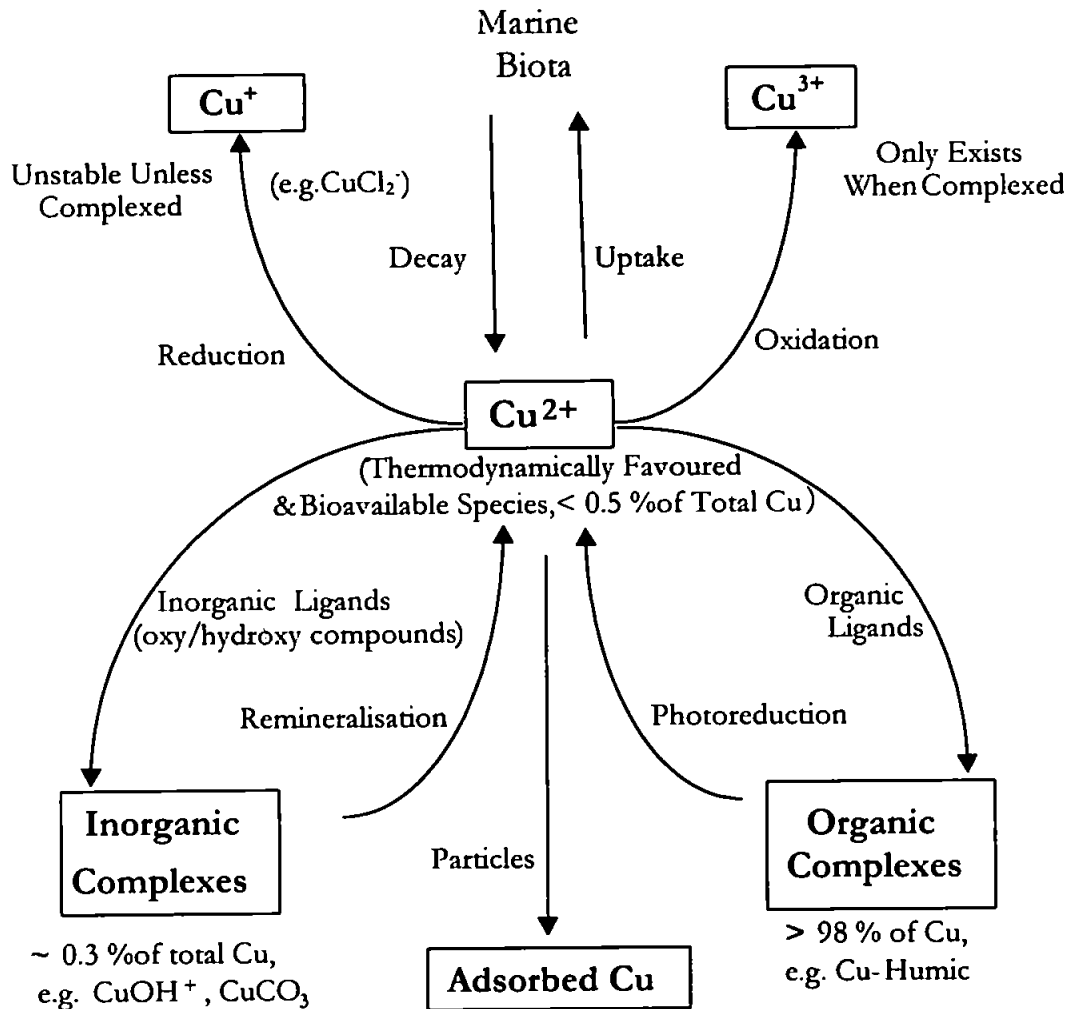 Marine
Biota
Cu⁺
Cu³⁺
Unstable Unless
Complexed
(e.g.CuCl₂⁻)
Only Exists
When Complexed
Decay
Uptake
Reduction
Oxidation
Cu²⁺
(Thermodynamically Favoured
& Bioavailable Species, < 0.5 % of Total Cu)
Inorganic Ligands
(oxy/hydroxy compounds)
Organic
Ligands
Remineralisation
Photoreduction
Inorganic
Complexes
Particles
Organic
Complexes
~ 0.3 % of total Cu,
e.g. CuOH⁺, CuCO₃
Adsorbed Cu
> 98 % of Cu,
e.g. Cu-Humic